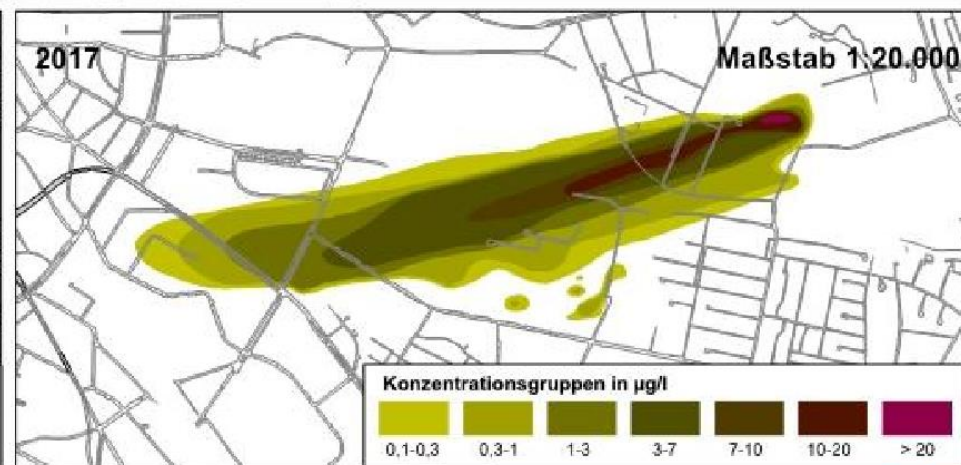 2017
Maßstab 1:20.000
Konzentrationsgruppen in µg/l
0,1-0,3 0,3-1 1-3 3-7 7-10 10-20 > 20